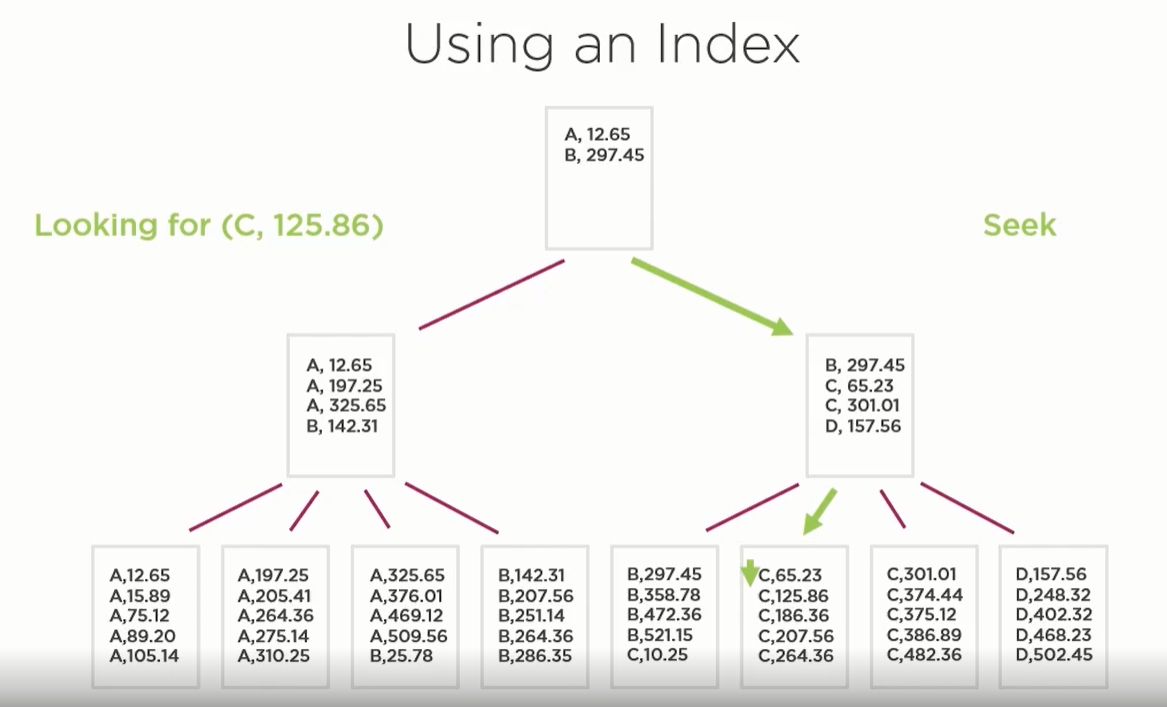 Using an Index
A, 12.65
B, 297.45
Looking for (C, 125.86)
Seek
A, 12.65
A, 197.25
A, 325.65
B, 142.31
B, 297.45
C, 65.23
C, 301.01
D, 157.56
A,12.65
A,15.89
A,75.12
A,89.20
A,105.14
A,197.25
A,205.41
A,264.36
A,275.14
A,310.25
A,325.65
A,376.01
A,469.12
A,509.56
B,25.78
B,142.31
B,207.56
B,251.14
B,264.36
B,286.35
B,297.45
B,358.78
B,472.36
B,521.15
C,10.25
C,65.23
C,125.86
C,186.36
C,207.56
C,264.36
C,301.01
C,374.44
C,375.12
C,386.89
C,482.36
D,157.56
D,248.32
D,402.32
D,468.23
D,502.45